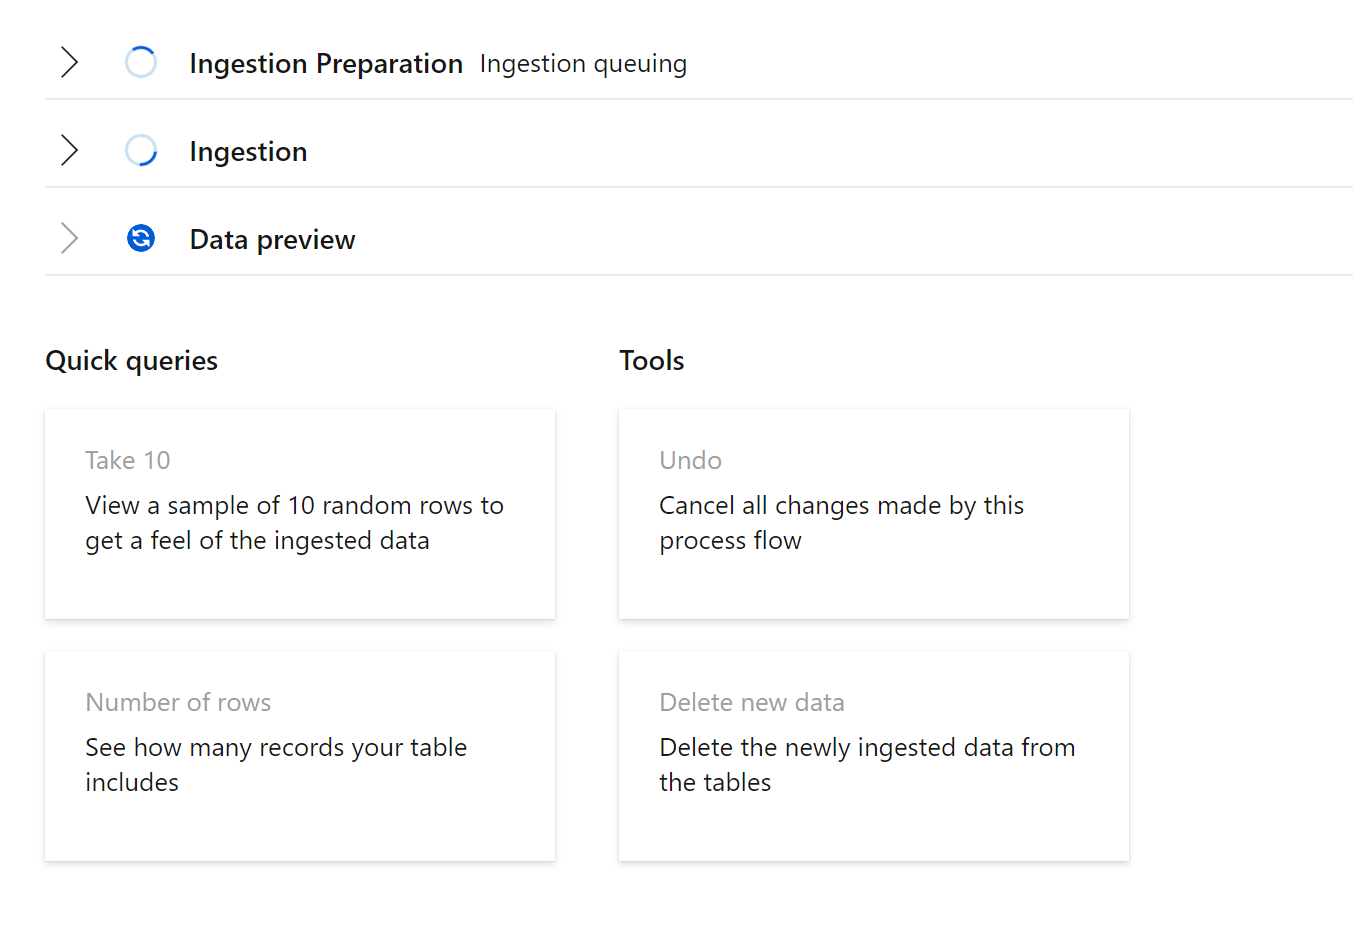 Ingestion Preparation Ingestion queuing
Ingestion
Data preview
Quick queries
Take 10
View a sample of 10 random rows to
get a feel of the ingested data
Number of rows
See how many records your table
includes
Tools
Undo
Cancel all changes made by this
process flow
Delete new data
Delete the newly ingested data from
the tables